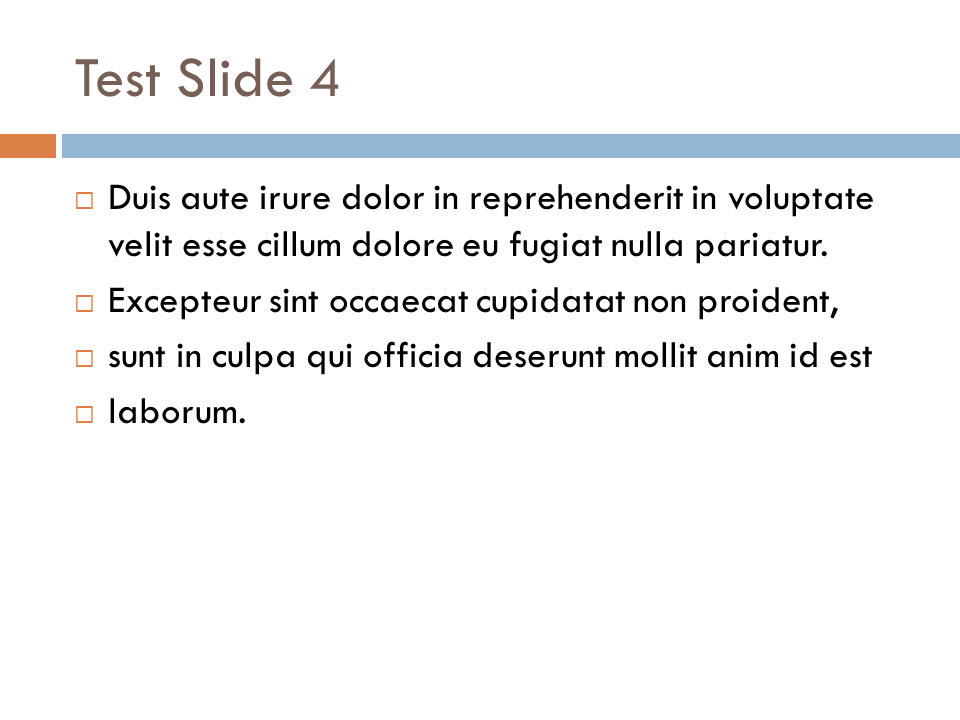 Test Slide 4
Duis aute irure dolor in reprehenderit in voluptate
velit esse cillum dolore eu fugiat nulla pariatur.
Excepteur sint occaecat cupidatat non proident,
sunt in culpa qui officia deserunt mollit anim id est
laborum.